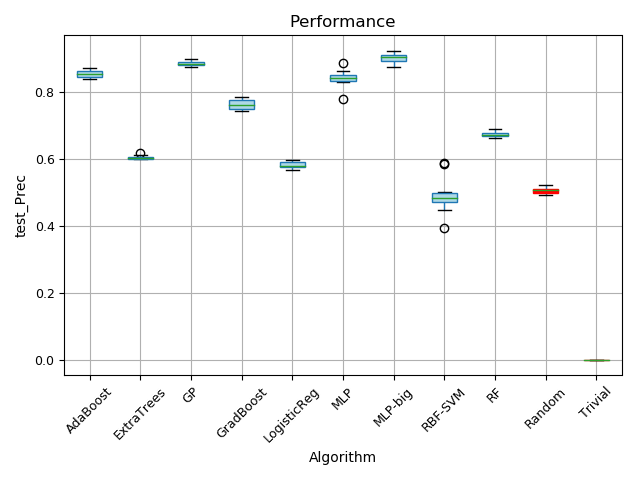 Performance
test_Prec
0.8
0.6
0.4
0.2
0.0
AdaBoost
ExtraTrees
GP
GradBoost
LogisticReg
MLP
MLP-big
RBF-SVM
RF
Random
Trivial
Algorithm